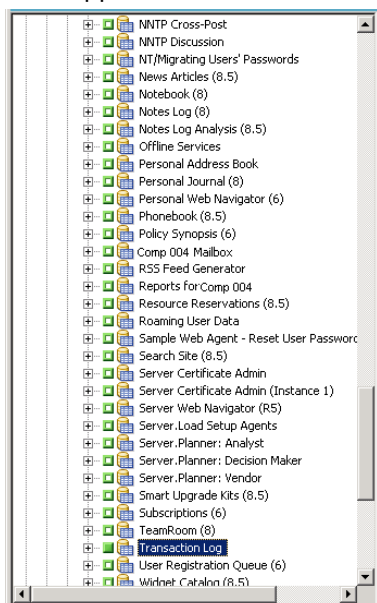 NNTP Cross-Post
NNTP Discussion
NT/Migrating Users' Passwords
News Articles (8.5)
Notebook (8)
Notes Log (8)
Notes Log Analysis (8.5)
Offline Services
Personal Address Book
Personal Journal (8)
Personal Web Navigator (6)
Phonebook (8.5)
Policy Synopsis (6)
Comp 004 Mailbox
RSS Feed Generator
Reports for Comp 004
Resource Reservations (8.5)
Roaming User Data
Sample Web Agent - Reset User Passworc
Search Site (8.5)
Server Certificate Admin
Server Certificate Admin (Instance 1)
Server Web Navigator (R5)
Server.Load Setup Agents
Server.Planner: Analyst
Server.Planner: Decision Maker
Server.Planner: Vendor
Smart Upgrade Kits (8.5)
Subscriptions (6)
TeamRoom (8)
Transaction Log
User Registration Queue (6)
Widget Catalog (8.5)